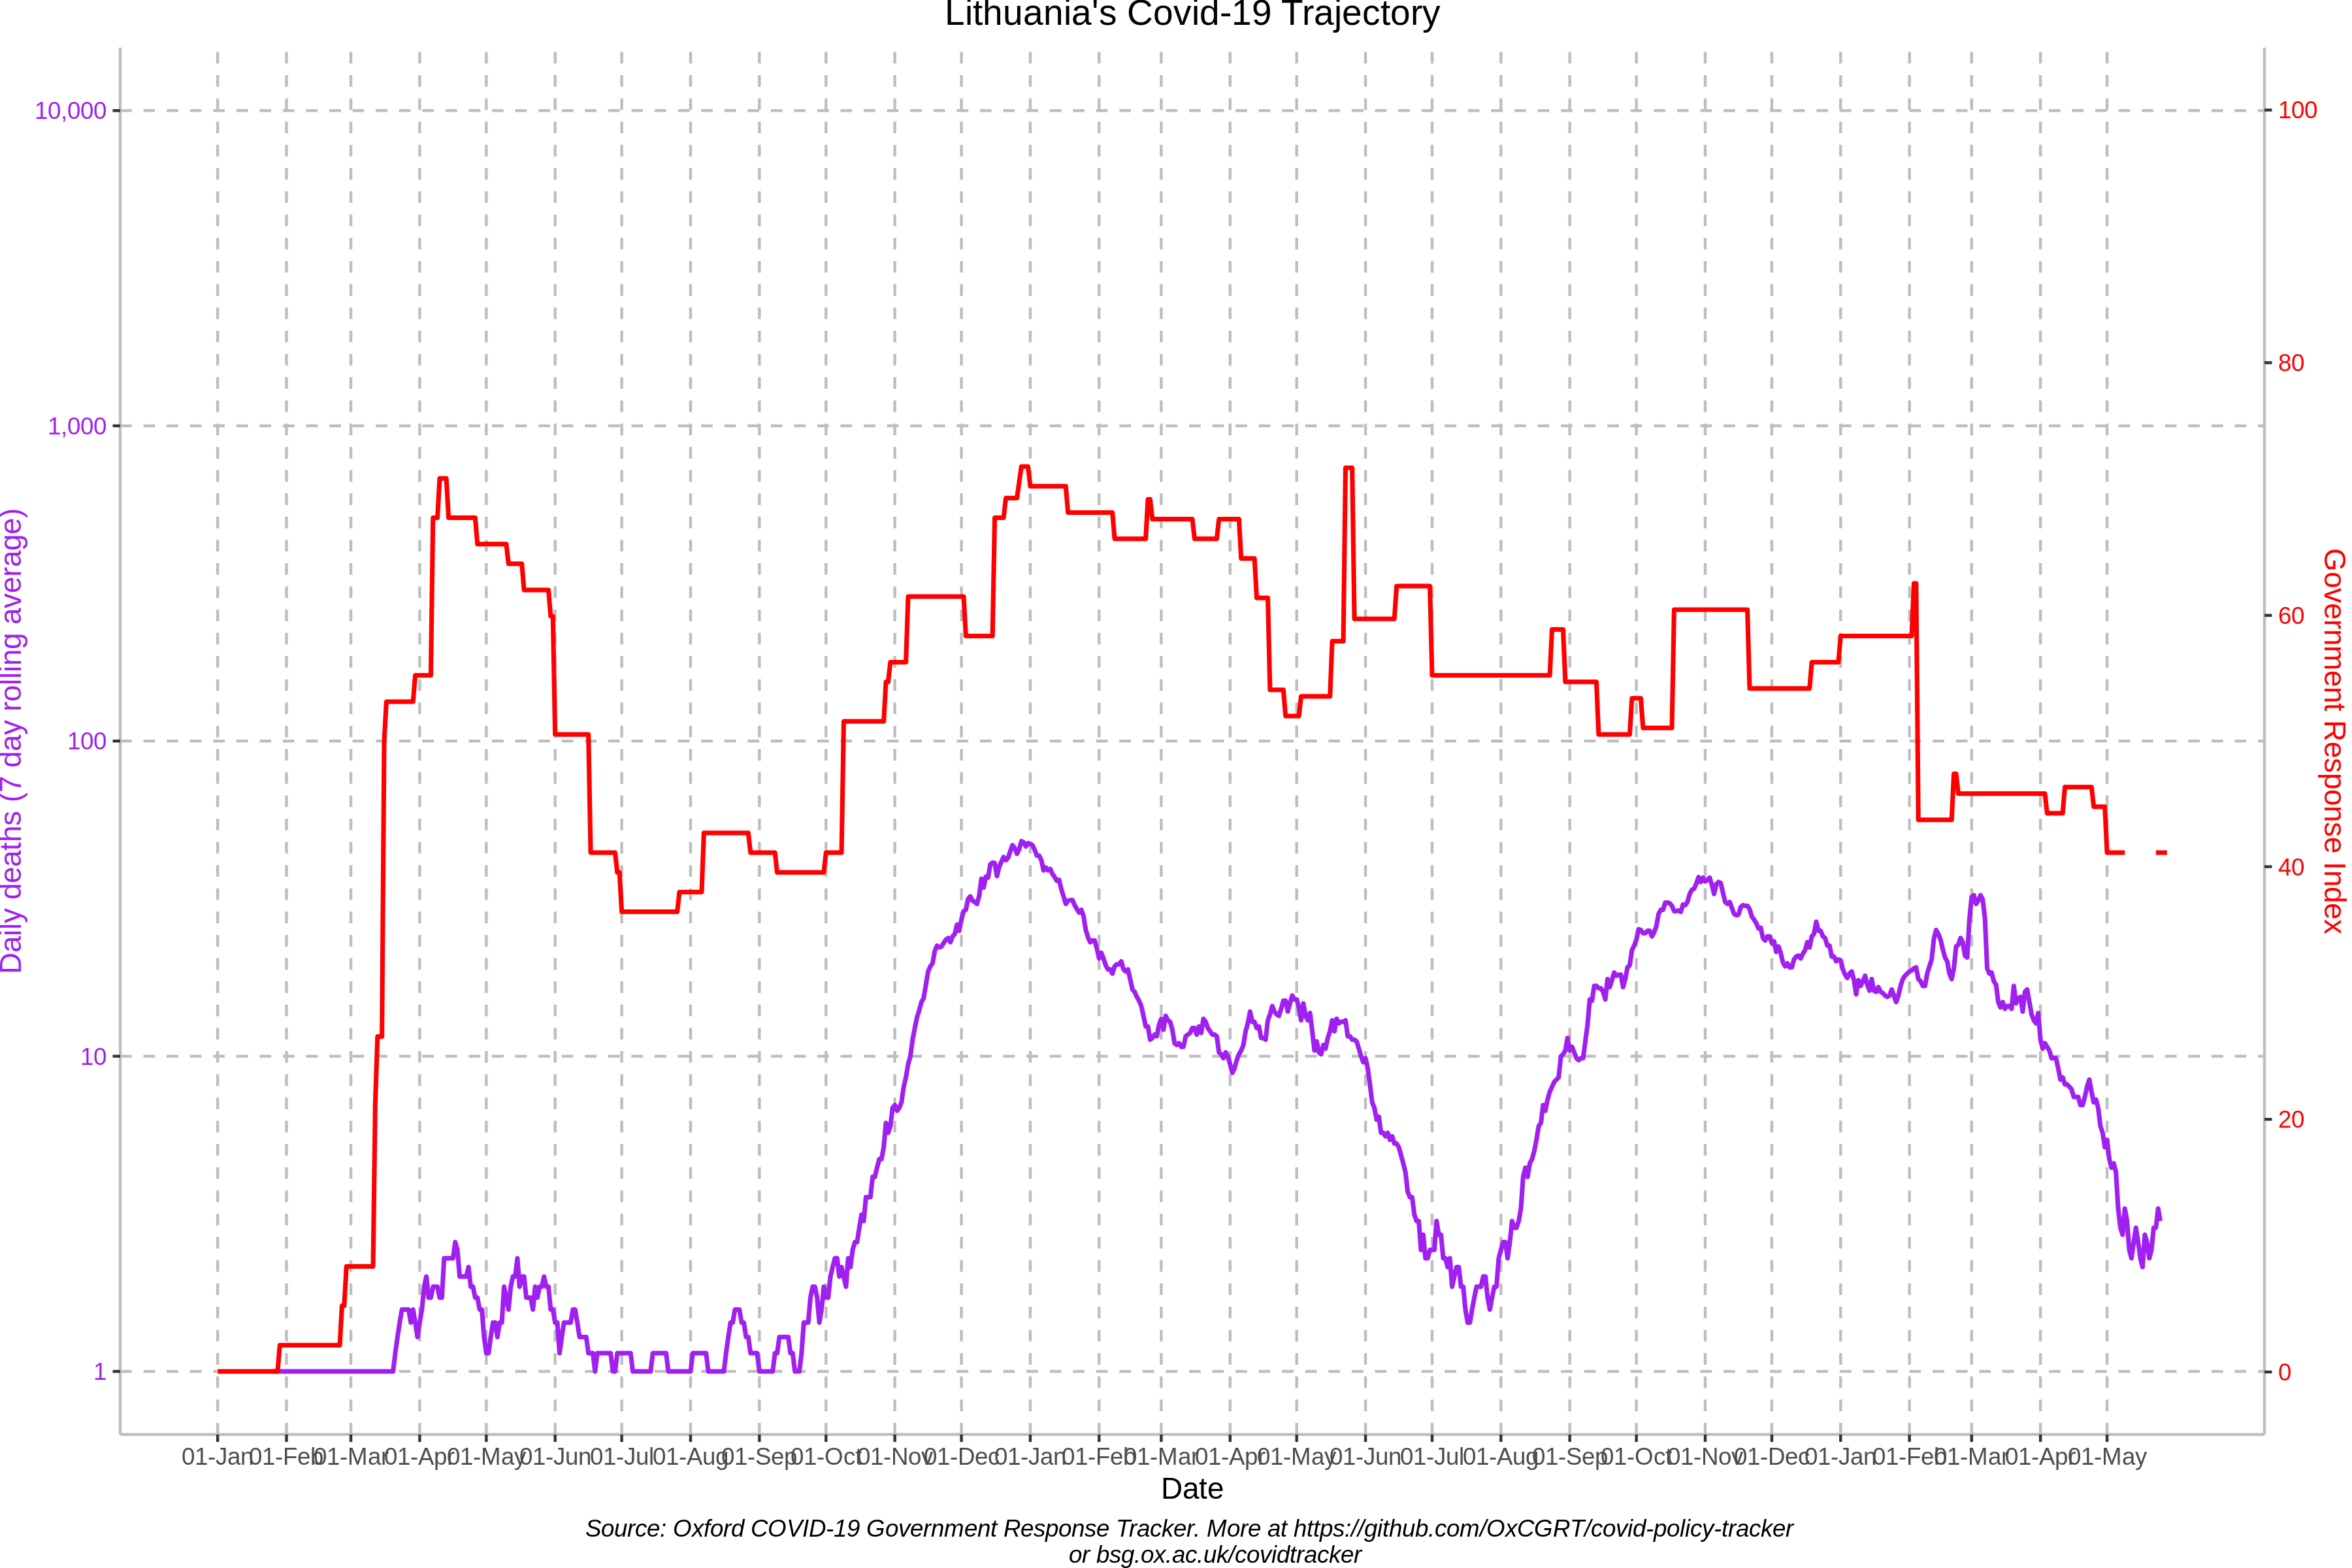 Lithuania's Covid-19 Trajectory
10,000
1,000
100
10
1
Daily deaths (7 day rolling average)
100
80
60
40
20
0
Government Response Index
01-Jan 01-Feb 01-Mar 01-Apr 01-May 01-Jun 01-Jul 01-Aug 01-Sep 01-Oct 01-Nov 01-Dec 01-Jan 01-Feb 01-Mar 01-Apr 01-May 01-Jun 01-Jul 01-Aug 01-Sep 01-Oct 01-Nov 01-Dec 01-Jan 01-Feb 01-Mar 01-Apr 01-May
Date
Source: Oxford COVID-19 Government Response Tracker. More at https://github.com/OxCGRT/covid-policy-tracker
or bsg.ox.ac.uk/covidtracker